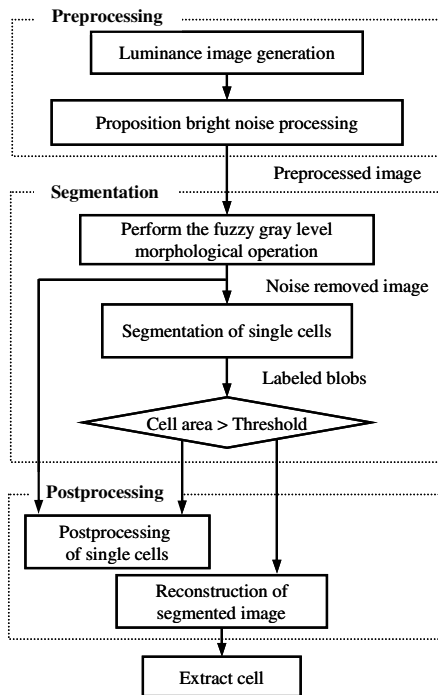 Preprocessing
Luminance image generation
Proposition bright noise processing
Preprocessed image
Segmentation
Perform the fuzzy gray level
morphological operation
Noise removed image
Segmentation of single cells
Labeled blobs
Cell area > Threshold
Postprocessing
Postprocessing
of single cells
Reconstruction of
segmented image
Extract cell